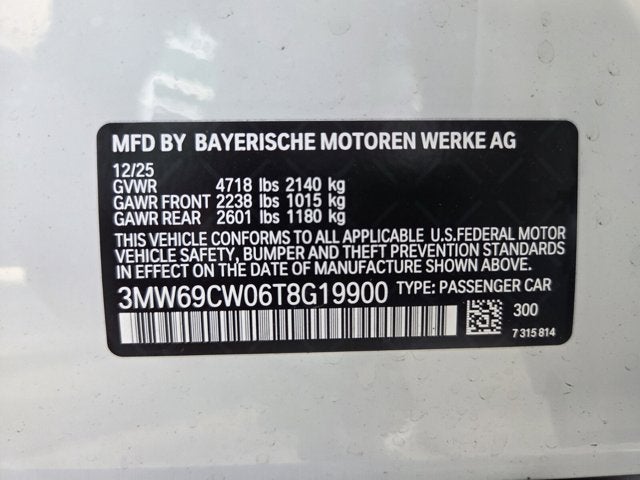 MFD BY BAYERISCHE MOTOREN WERKE AG
12/25
GVWR 4718 lbs 2140 kg
GAWR FRONT 2238 lbs 1015 kg
GAWR REAR 2601 lbs 1180 kg
THIS VEHICLE CONFORMS TO ALL APPLICABLE U.S.FEDERAL MOTOR
VEHICLE SAFETY, BUMPER AND THEFT PREVENTION STANDARDS
IN EFFECT ON THE DATE OF MANUFACTURE SHOWN ABOVE.
3MW69CW06T8G19900 TYPE: PASSENGER CAR
300
7 315 814